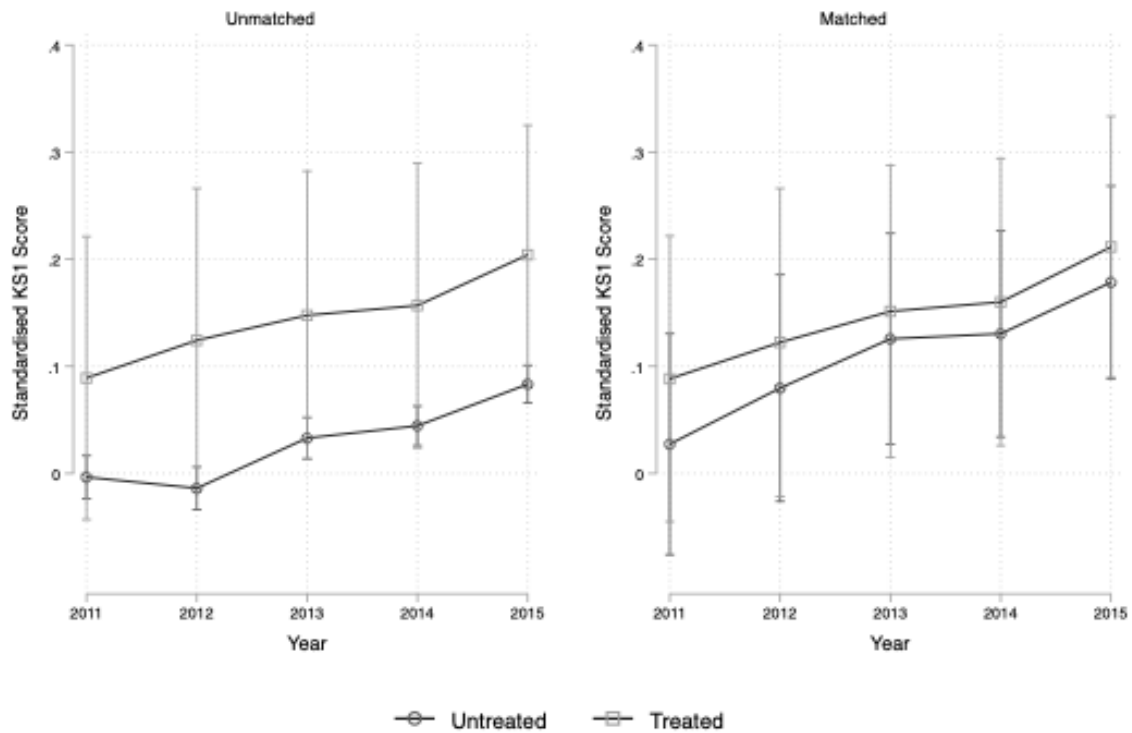 Unmatched
Standardised KS1 Score
.4
.3
.2
.1
0
2011 2012 2013 2014 2015
Year
Matched
Standardised KS1 Score
.4
.3
.2
.1
0
2011 2012 2013 2014 2015
Year
Untreated Treated